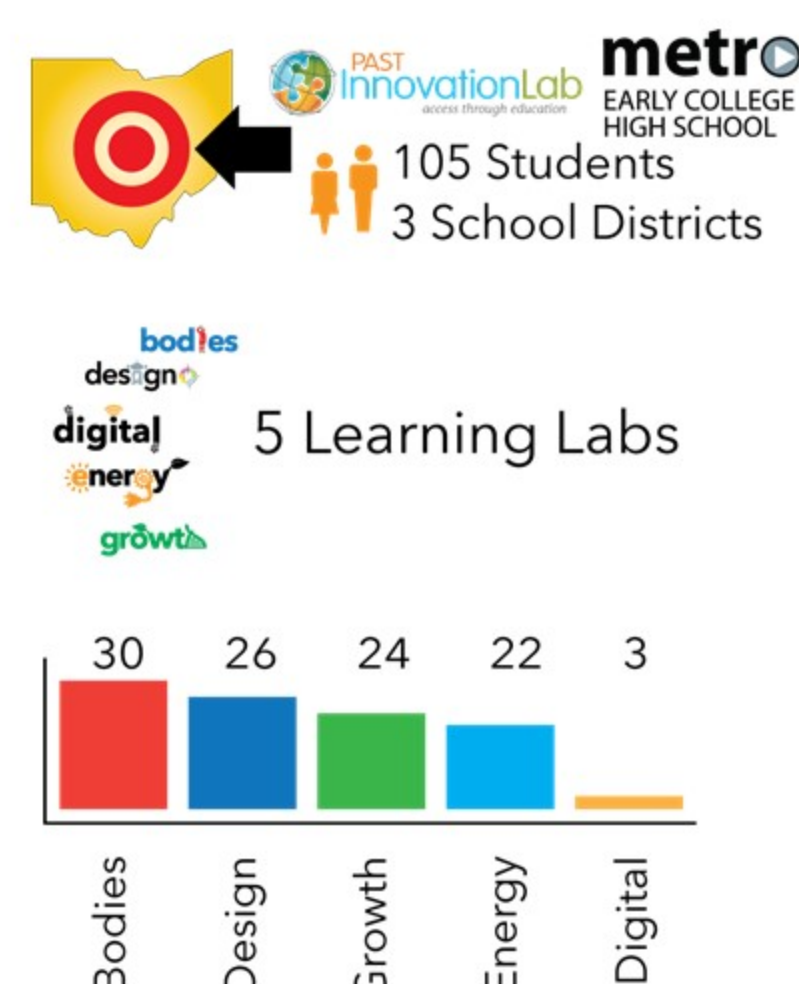 PAST
InnovationLab
access through education
metro
EARLY COLLEGE
HIGH SCHOOL
105 Students
3 School Districts
bodies
design
digital
energy
growth
5 Learning Labs
30 26 24 22 3
Bodies
Design
Growth
Energy
Digital